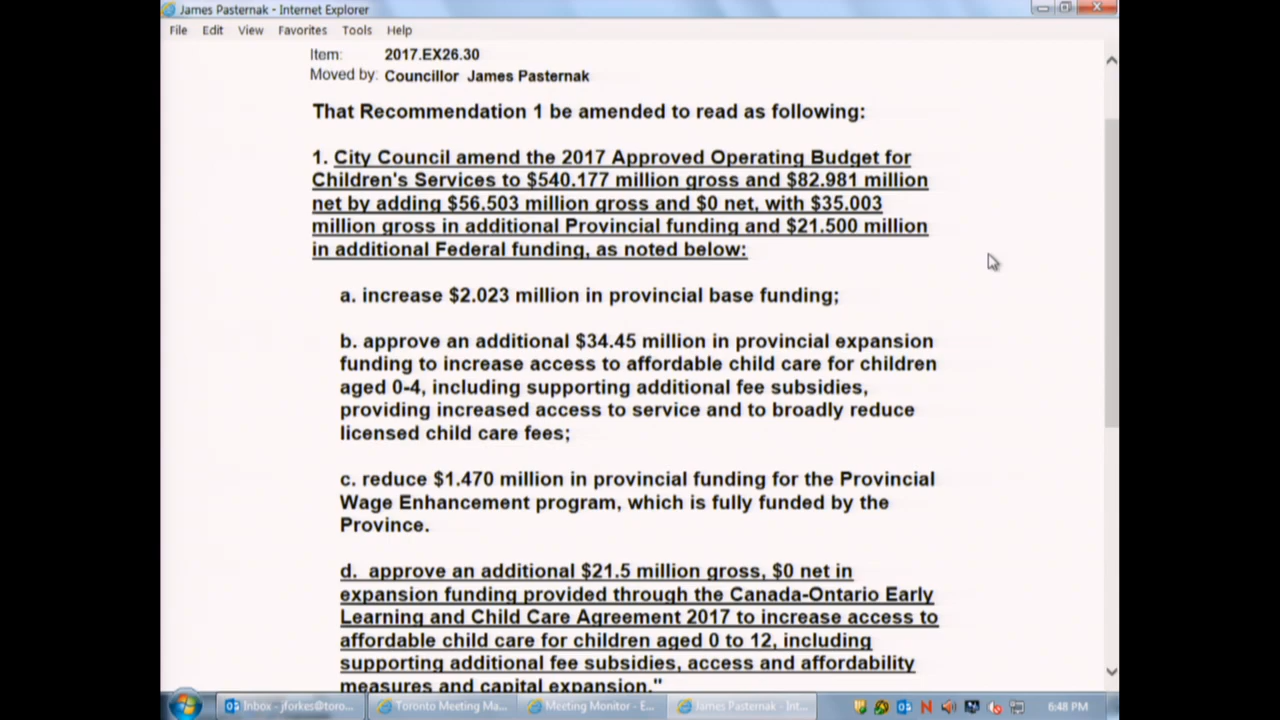 James Pasternak - Internet Explorer
File Edit View Favorites Tools Help
Item: 2017.EX26.30
Moved by: Councillor James Pasternak
That Recommendation 1 be amended to read as following:
1. City Council amend the 2017 Approved Operating Budget for
Children's Services to $540.177 million gross and $82.981 million
net by adding $56.503 million gross and $0 net, with $35.003
million gross in additional Provincial funding and $21.500 million
in additional Federal funding, as noted below:
a. increase $2.023 million in provincial base funding;
b. approve an additional $34.45 million in provincial expansion
funding to increase access to affordable child care for children
aged 0-4, including supporting additional fee subsidies,
providing increased access to service and to broadly reduce
licensed child care fees;
c. reduce $1.470 million in provincial funding for the Provincial
Wage Enhancement program, which is fully funded by the
Province.
d. approve an additional $21.5 million gross, $0 net in
expansion funding provided through the Canada-Ontario Early
Learning and Child Care Agreement 2017 to increase access to
affordable child care for children aged 0 to 12, including
supporting additional fee subsidies, access and affordability
measures and capital expansion."
Inbox - jforkes@toro... Toronto Meeting Ma... Meeting Monitor - E... James Pasternak - Int... 6:48 PM